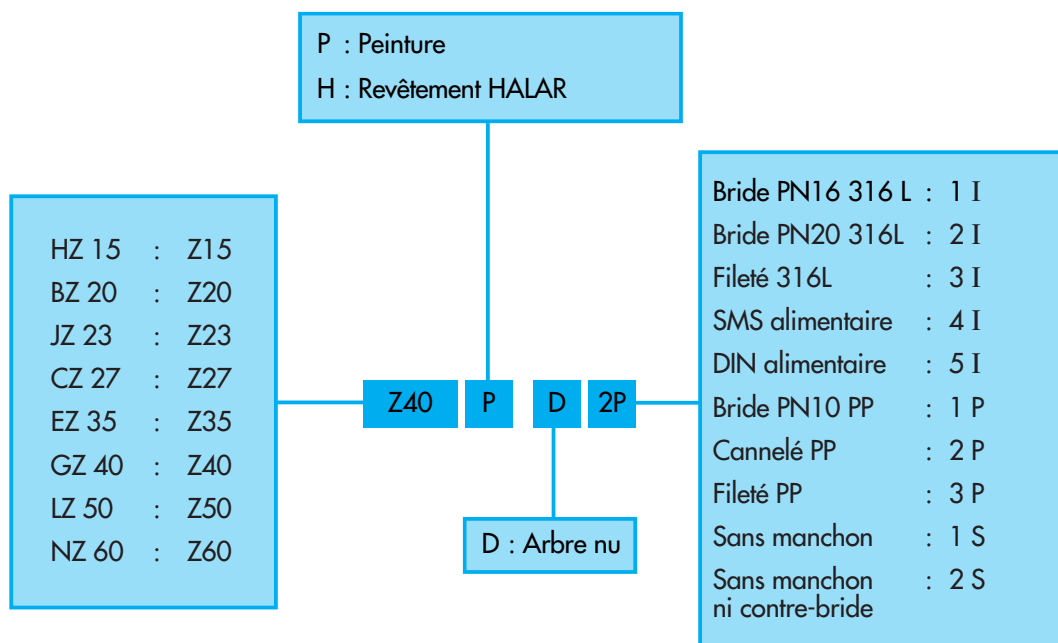 P : Peinture
H : Revêtement HALAR
HZ 15 : Z15
BZ 20 : Z20
JZ 23 : Z23
CZ 27 : Z27
EZ 35 : Z35
GZ 40 : Z40
LZ 50 : Z50
NZ 60 : Z60
Z40 P D 2P
D : Arbre nu
Bride PN16 316 L : 1 I
Bride PN20 316L : 2 I
Fileté 316L : 3 I
SMS alimentaire : 4 I
DIN alimentaire : 5 I
Bride PN10 PP : 1 P
Cannelé PP : 2 P
Fileté PP : 3 P
Sans manchon : 1 S
Sans manchon : 2 S
ni contre-bride